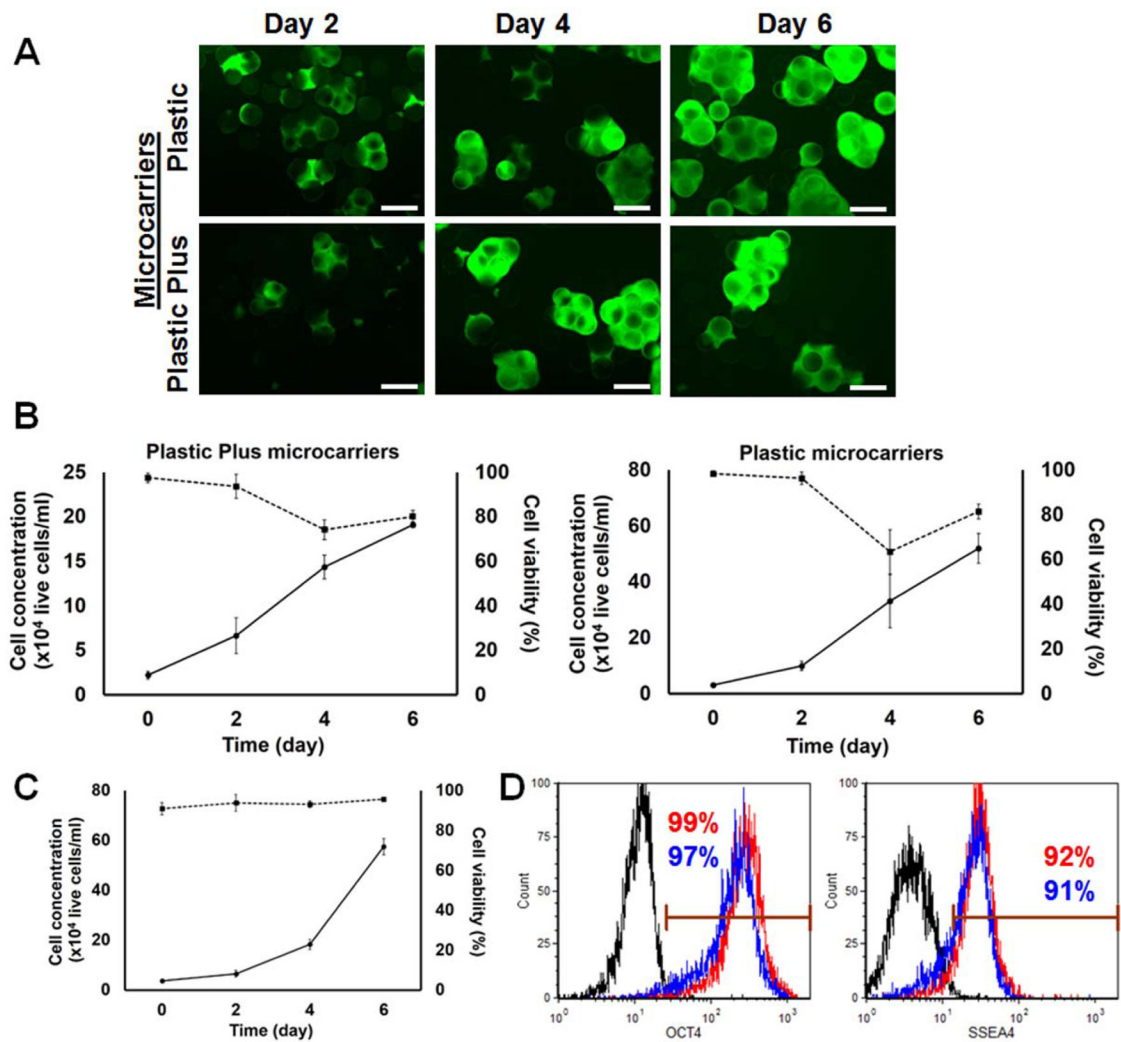 A
Day 2 Day 4 Day 6
Microcarriers
Plastic
Plastic Plus
B
Plastic Plus microcarriers
Cell concentration
(x10⁴ live cells/ml)
25
20
15
10
5
0
100
80
60
40
20
0
Cell viability (%)
0 2 4 6
Time (day)
Plastic microcarriers
Cell concentration
(x10⁴ live cells/ml)
80
60
40
20
0
100
80
60
40
20
0
Cell viability (%)
0 2 4 6
Time (day)
C
Cell concentration
(x10⁴ live cells/ml)
80
60
40
20
0
100
80
60
40
20
0
Cell viability (%)
0 2 4 6
Time (day)
D
Count
100
75
50
25
0
99%
97%
10⁰ 10¹ 10² 10³
OCT4
Count
100
75
50
25
0
92%
91%
10⁰ 10¹ 10² 10³
SSEA4